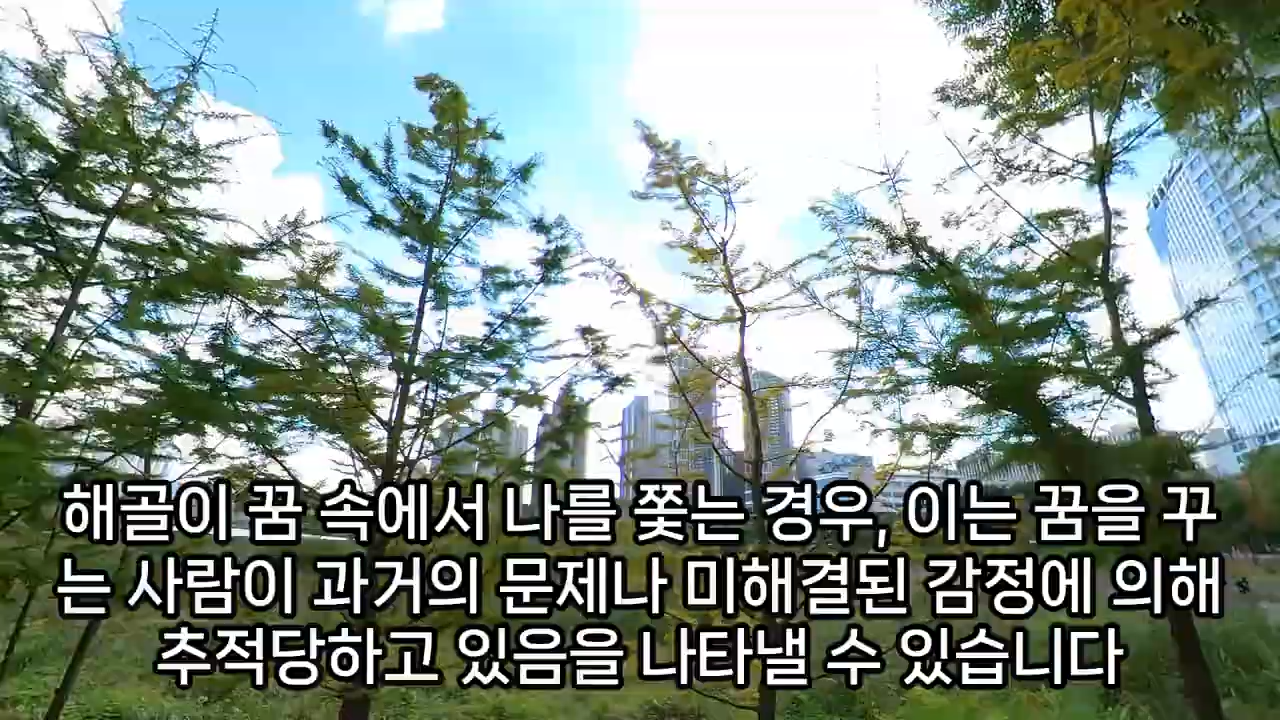 해골이 꿈 속에서 나를 쫓는 경우, 이는 꿈을 꾸
는 사람이 과거의 문제나 미해결된 감정에 의해
추적당하고 있음을 나타낼 수 있습니다